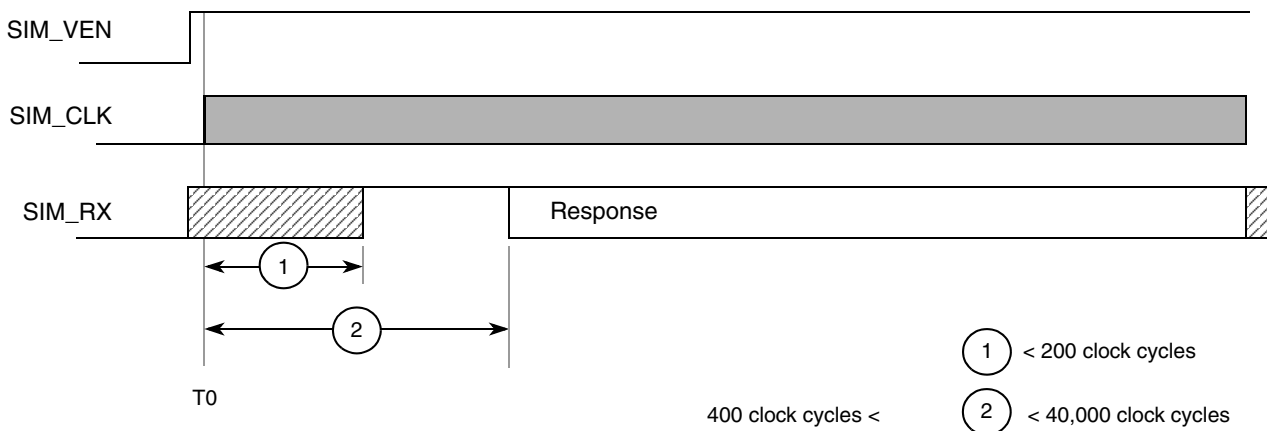 SIM_VEN
SIM_CLK
SIM_RX
Response
1
2
T0
1 < 200 clock cycles
400 clock cycles < 2 < 40,000 clock cycles